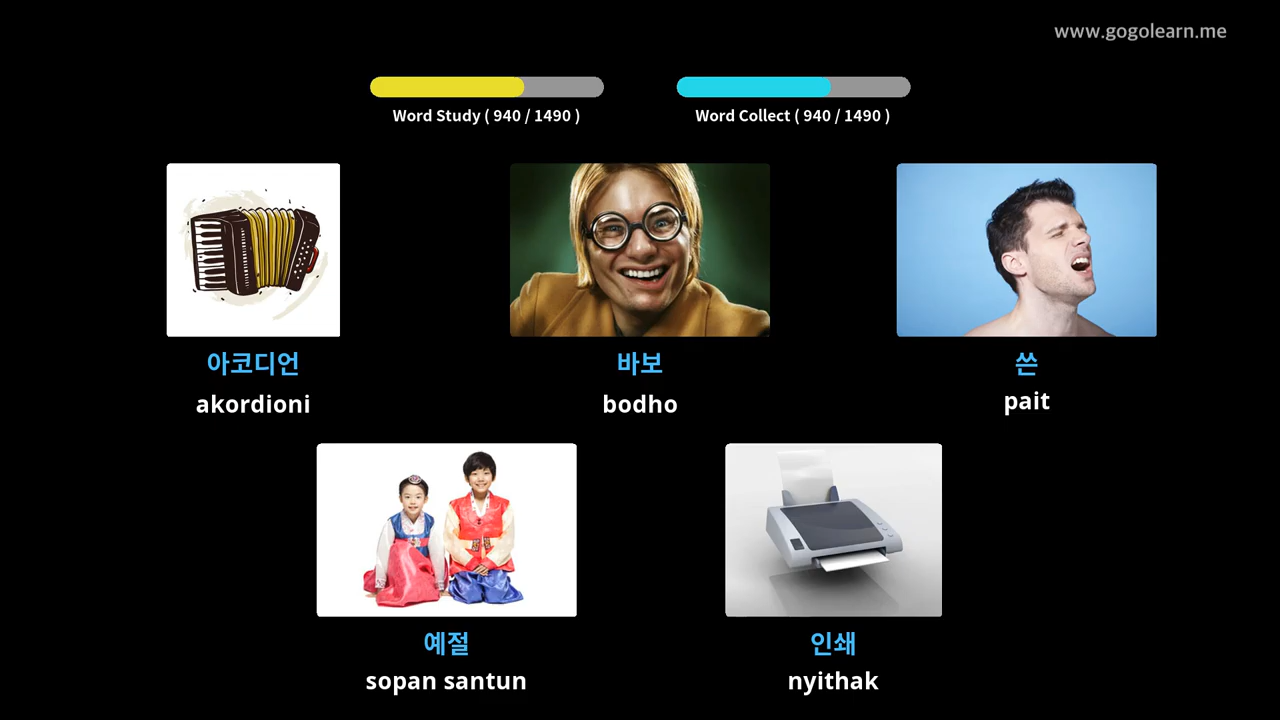 www.gogolearn.me
Word Study ( 940 / 1490 )
Word Collect ( 940 / 1490 )
아코디언
akordioni
바보
bodho
쓴
pait
예절
sopan santun
인쇄
nyithak